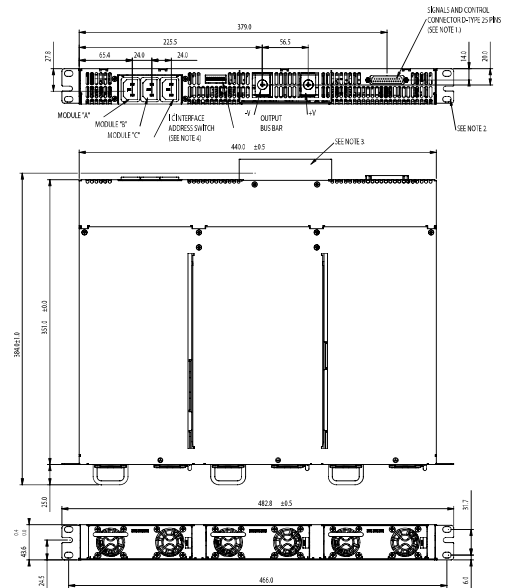 SIGNALS AND CONTROL
CONNECTOR D-TYPE 25 PINS
(SEE NOTE 1.)
379.0
225.5
56.5
65.4
24.0
24.0
27.8
14.0
20.0
MODULE "A"
MODULE "B"
MODULE "C"
I C INTERFACE
ADDRESS SWITCH
(SEE NOTE 4)
-V
OUTPUT
BUS BAR
+V
SEE NOTE 2.
SEE NOTE 3.
440.0 ±0.5
384.0±1.0
351.0 ±0.0
25.0
482.8 ±0.5
31.7
43.6
24.5
466.0
6.0